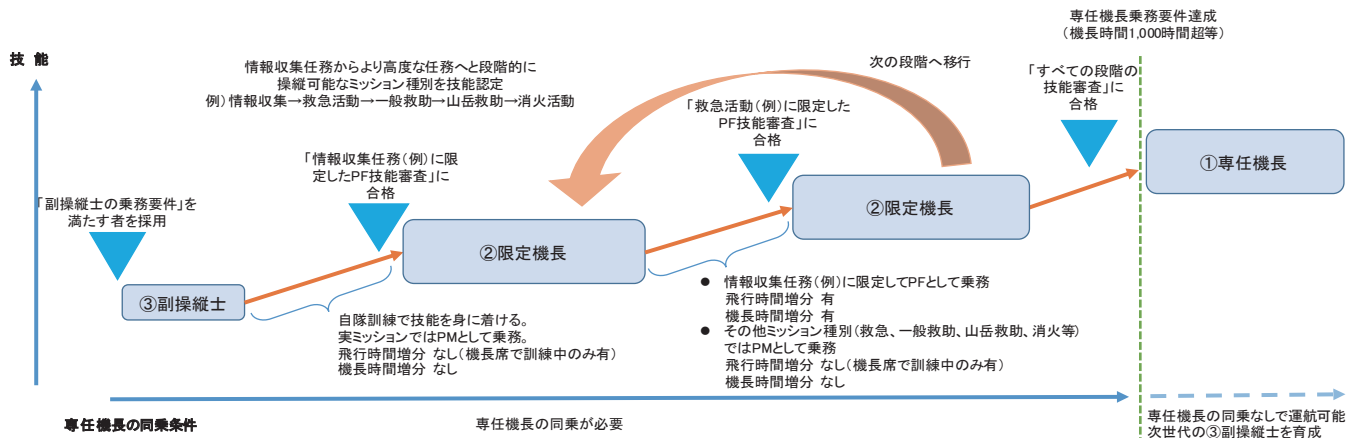 専任機長乗務要件達成
（機長時間1,000時間超等）
技 能
情報収集任務からより高度な任務へと段階的に
操縦可能なミッション種別を技能認定
例）情報収集→救急活動→一般救助→山岳救助→消火活動
次の段階へ移行
「すべての段階の
技能審査」に
合格
「救急活動（例）に限定した
PF技能審査」に
合格
「情報収集任務（例）に限
定したPF技能審査」に
合格
「副操縦士の乗務要件」を
満たす者を採用
①専任機長
②限定機長
②限定機長
③副操縦士
自隊訓練で技能を身に着ける。
実ミッションではPMとして乗務。
飛行時間増分 なし（機長席で訓練中のみ有）
機長時間増分 なし
● 情報収集任務（例）に限定してPFとして乗務
飛行時間増分 有
機長時間増分 有
● その他ミッション種別（救急、一般救助、山岳救助、消火等）
ではPMとして乗務
飛行時間増分 なし（機長席で訓練中のみ有）
機長時間増分 なし
専任機長の同乗条件
専任機長の同乗が必要
専任機長の同乗なしで運航可能
次世代の③副操縦士を育成